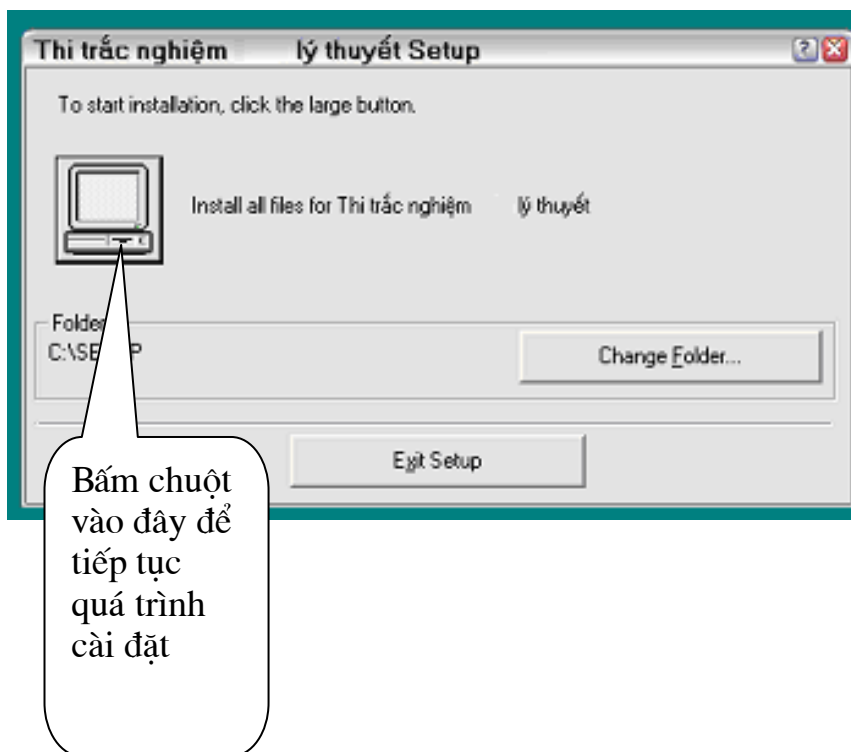 Thi trắc nghiệm lý thuyết Setup
To start installation, click the large button.
Install all files for Thi trắc nghiệm lý thuyết
Folder
C:\SE P
Change Folder...
Exit Setup
Bấm chuột
vào đây để
tiếp tục
quá trình
cài đặt